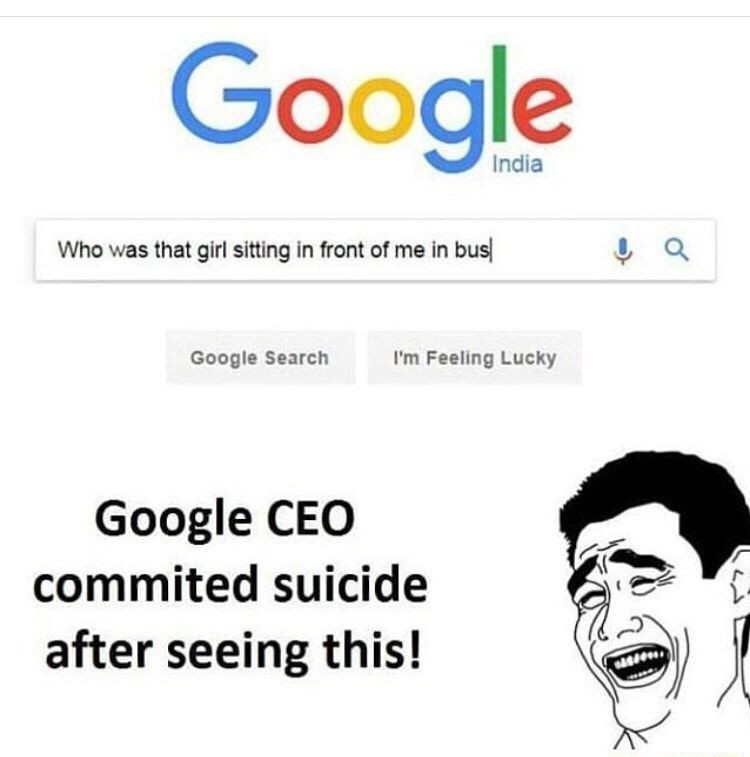 Google
India
Who was that girl sitting in front of me in bus
Google Search
I'm Feeling Lucky
Google CEO
commited suicide
after seeing this!